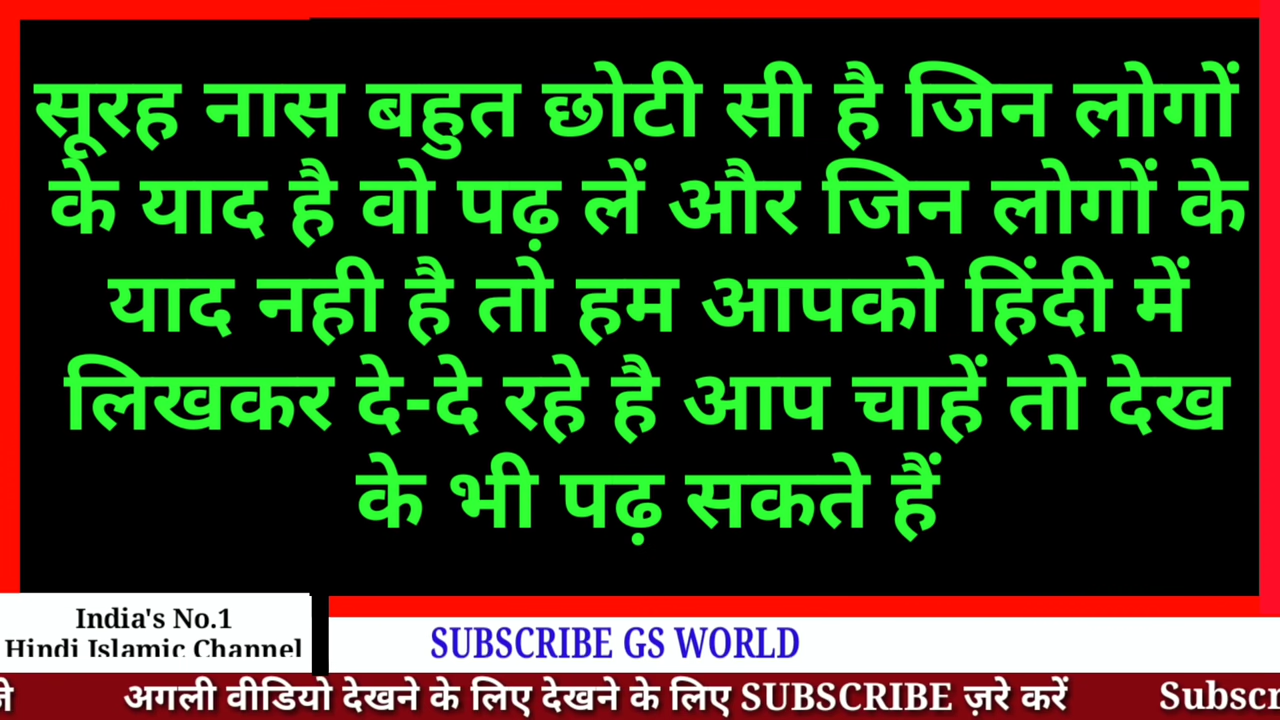 सूरह नास बहुत छोटी सी है जिन लोगों
के याद है वो पढ़ लें और जिन लोगों के
याद नही है तो हम आपको हिंदी में
लिखकर दे-दे रहे है आप चाहें तो देख
के भी पढ़ सकते हैं
India's No.1
Hindi Islamic Channel
SUBSCRIBE GS WORLD
अगली वीडियो देखने के लिए देखने के लिए SUBSCRIBE ज़रे करें